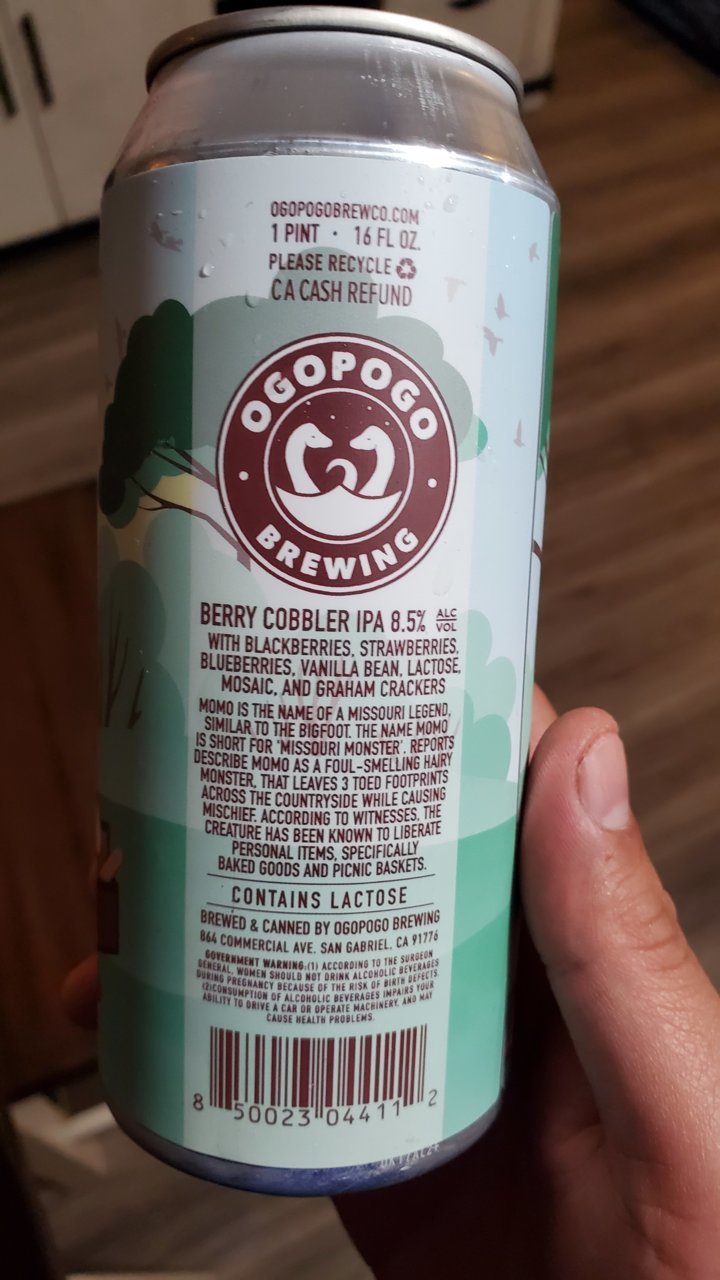 OGOPOGOBREWCO.COM
1 PINT · 16 FL OZ.
PLEASE RECYCLE
CA CASH REFUND
OGOPOGO
BREWING
BERRY COBBLER IPA 8.5% ALC VOL
WITH BLACKBERRIES, STRAWBERRIES,
BLUEBERRIES, VANILLA BEAN, LACTOSE,
MOSAIC, AND GRAHAM CRACKERS
MOMO IS THE NAME OF A MISSOURI LEGEND,
SIMILAR TO THE BIGFOOT. THE NAME MOMO
IS SHORT FOR 'MISSOURI MONSTER'. REPORTS
DESCRIBE MOMO AS A FOUL-SMELLING HAIRY
MONSTER, THAT LEAVES 3 TOED FOOTPRINTS
ACROSS THE COUNTRYSIDE WHILE CAUSING
MISCHIEF. ACCORDING TO WITNESSES, THE
CREATURE HAS BEEN KNOWN TO LIBERATE
PERSONAL ITEMS, SPECIFICALLY
BAKED GOODS AND PICNIC BASKETS.
CONTAINS LACTOSE
BREWED & CANNED BY OGOPOGO BREWING
864 COMMERCIAL AVE. SAN GABRIEL, CA 91776
GOVERNMENT WARNING:(1) ACCORDING TO THE SURGEON
GENERAL, WOMEN SHOULD NOT DRINK ALCOHOLIC BEVERAGES
DURING PREGNANCY BECAUSE OF THE RISK OF BIRTH DEFECTS.
(2)CONSUMPTION OF ALCOHOLIC BEVERAGES IMPAIRS YOUR
ABILITY TO DRIVE A CAR OR OPERATE MACHINERY, AND MAY
CAUSE HEALTH PROBLEMS.
8 50023 04411 2